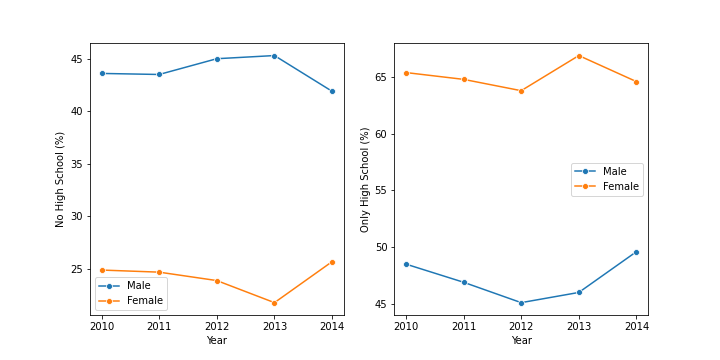 45
40
35
30
25
No High School (%)
Male
Female
2010 2011 2012 2013 2014
Year
65
60
55
50
45
Only High School (%)
Male
Female
2010 2011 2012 2013 2014
Year